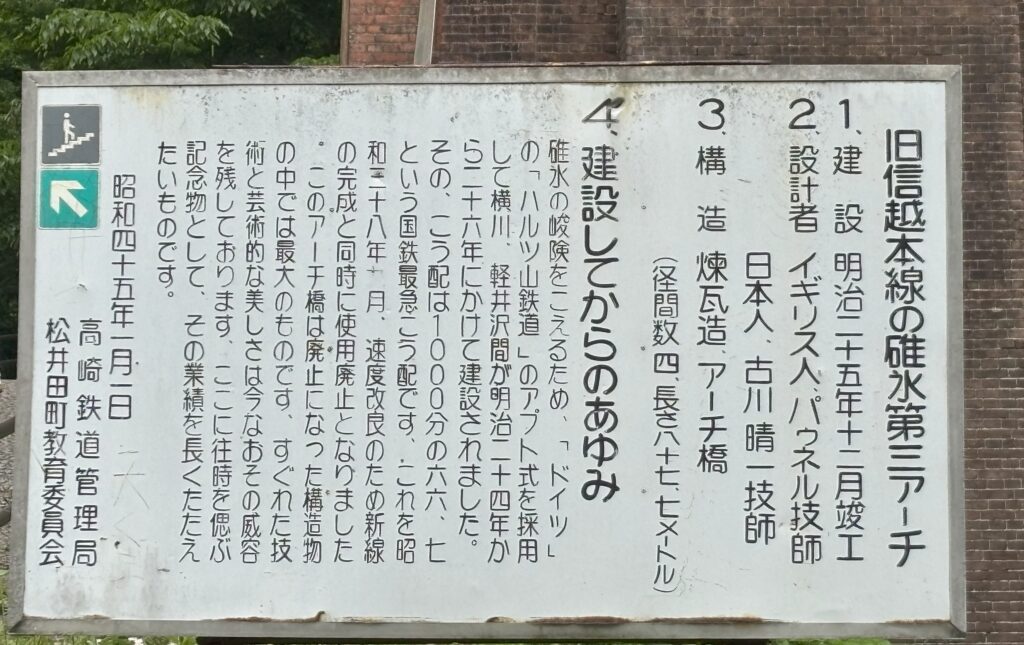 旧信越本線の碓氷第三アーチ
1、建設 明治二十五年十二月竣工
2、設計者 イギリス人、パウネル技師
日本人、古川晴一技師
3、構造 煉瓦造、アーチ橋
(径間数四、長さ八十七、七メートル)
4、建設してからのあゆみ
碓氷の峻険をこえるため、「ドイツ」
の「ハルツ山鉄道」のアプト式を採用
して横川、軽井沢間が明治二十四年か
ら二十六年にかけて建設されました。
その、こう配は1000分の六六、七
という国鉄最急こう配です、これを昭
和三十八年 月、速度改良のため新線
の完成と同時に使用廃止となりました
。このアーチ橋は廃止になった構造物
の中では最大のものです、すぐれた技
術と芸術的な美しさは今なおその威容
を残しております、ここに往時を偲ぶ
記念物として、その業績を長くたたえ
たいものです。
昭和四十五年一月一日
高崎鉄道管理局
松井田町教育委員会